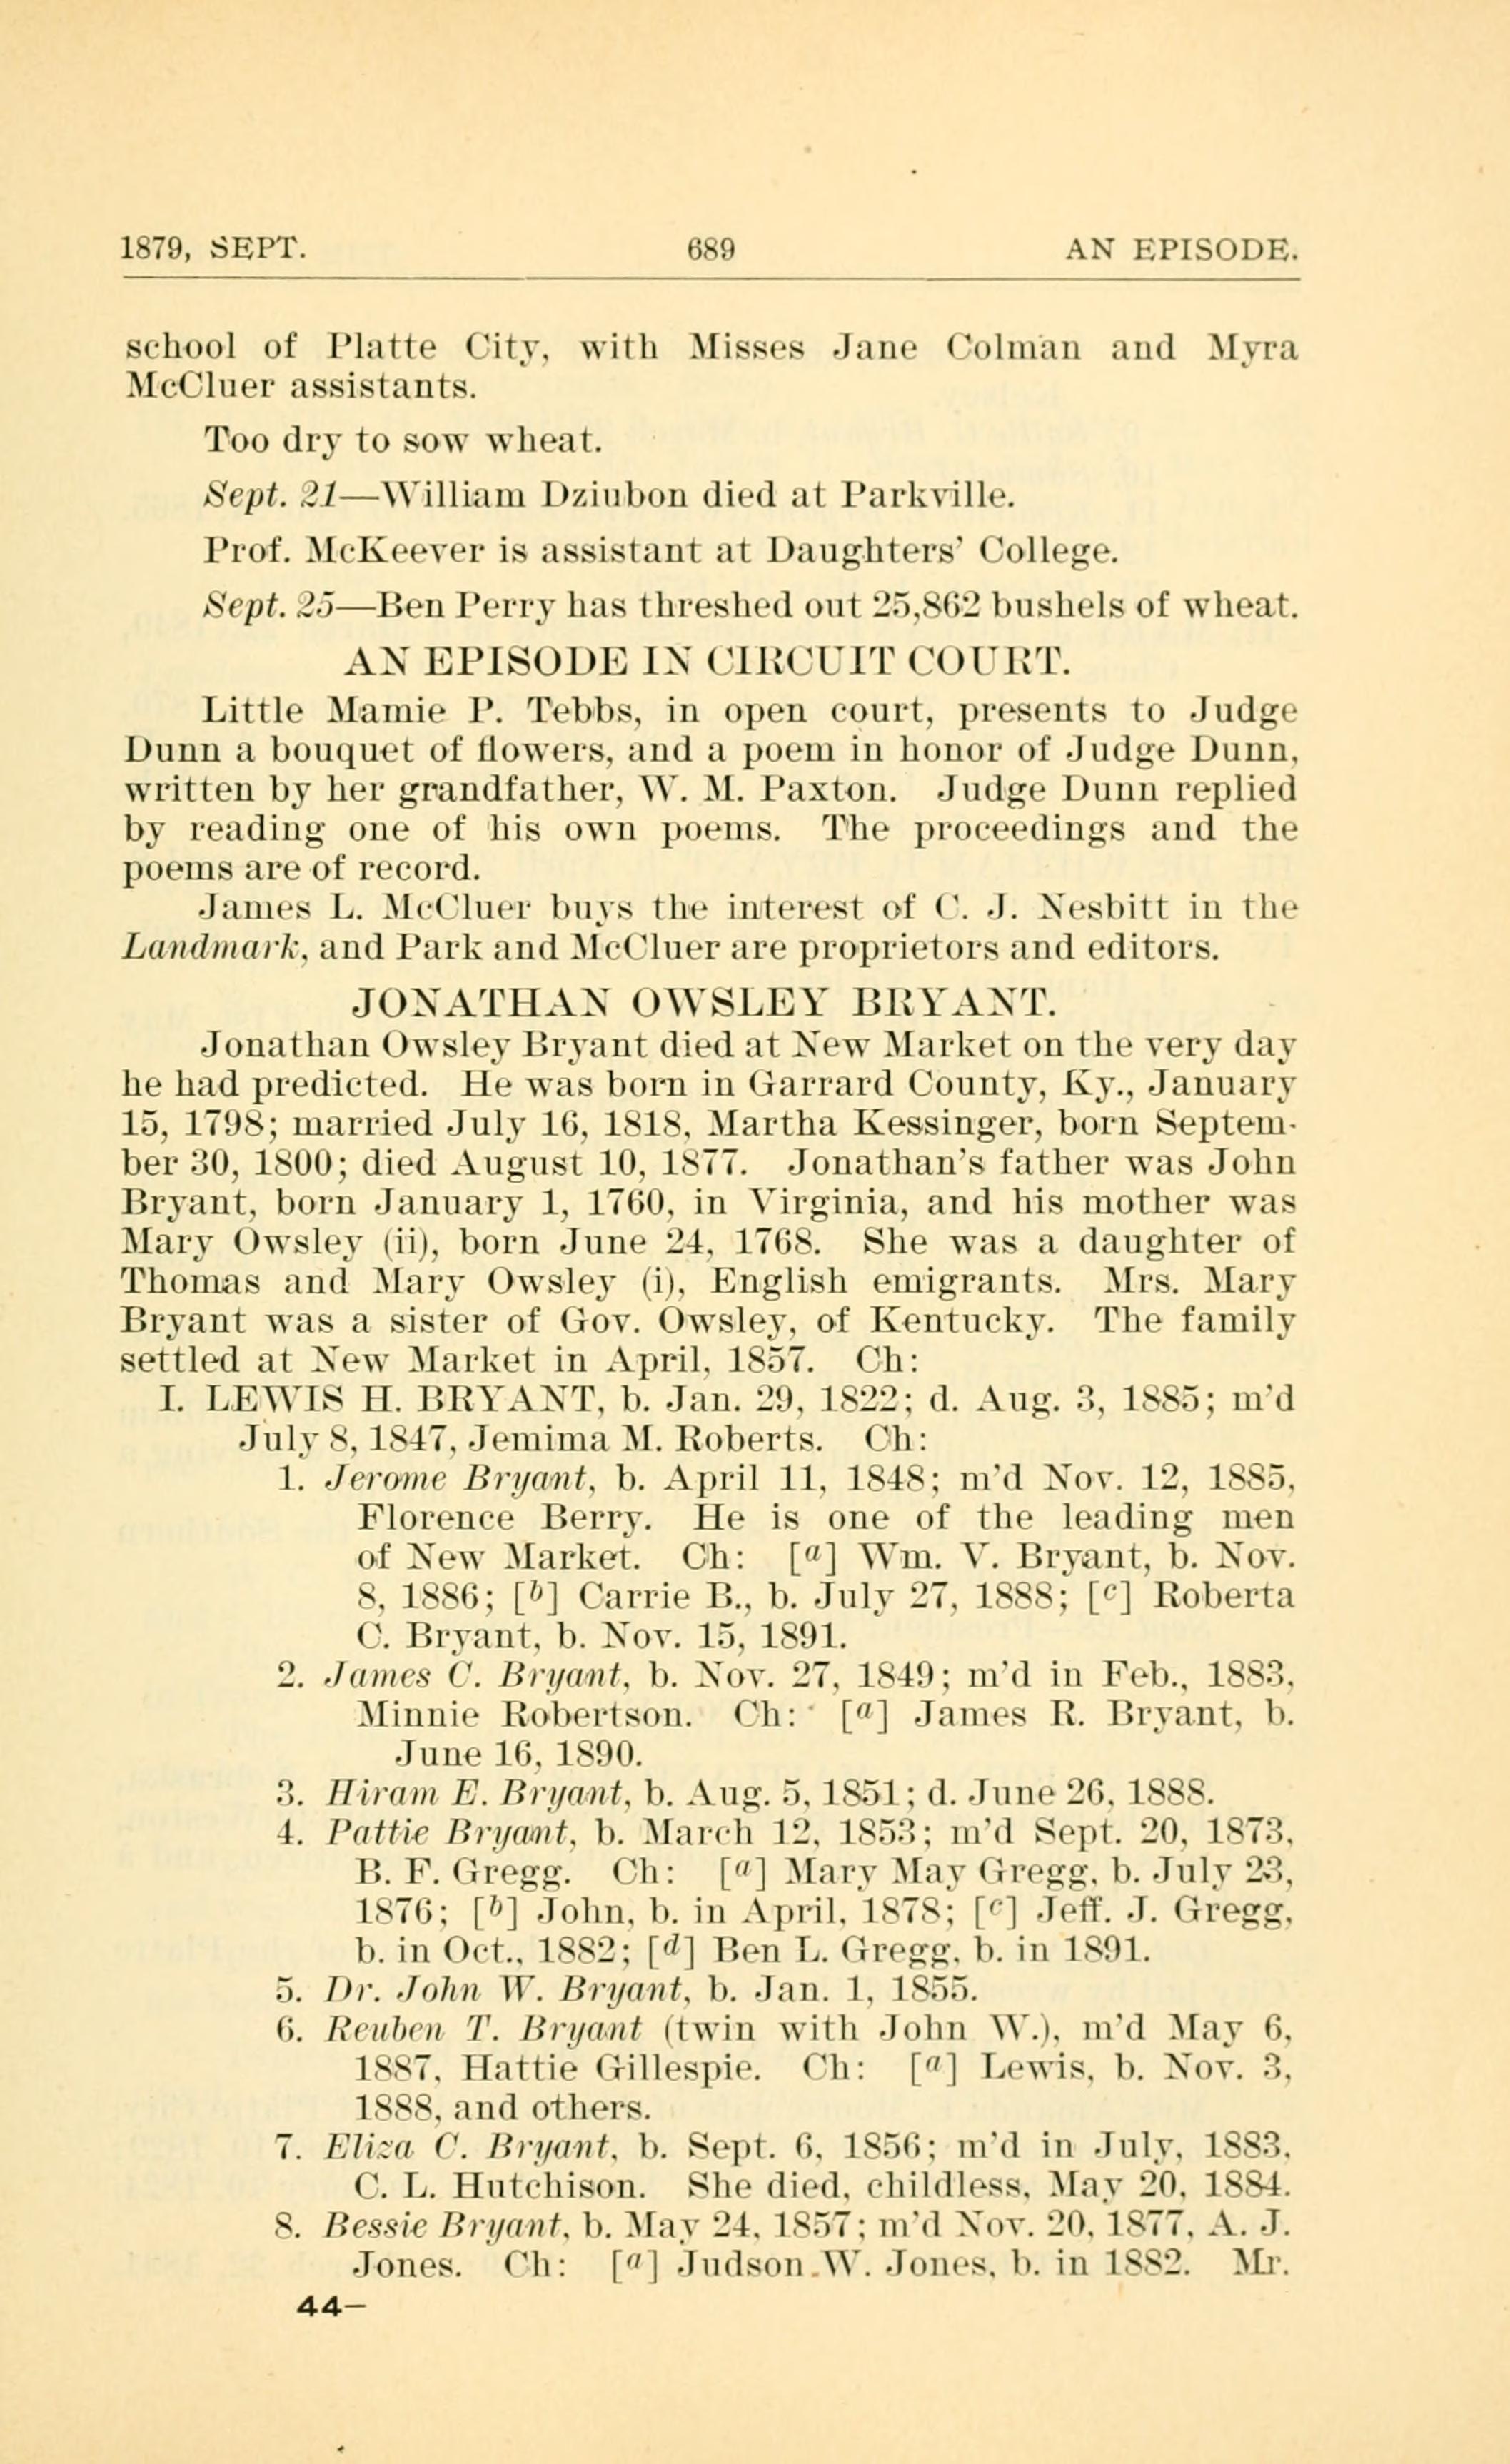 1879, SEPT. 689 AN EPISODE.
school of Platte City, with Misses Jane Colman and Myra
McCluer assistants.
Too dry to sow wheat.
Sept. 21—William Dziubon died at Parkville.
Prof. McKeever is assistant at Daughters' College.
Sept. 25—Ben Perry has threshed out 25,862 bushels of wheat.
AN EPISODE IN CIRCUIT COURT.
Little Mamie P. Tebbs, in open court, presents to Judge
Dunn a bouquet of flowers, and a poem in honor of Judge Dunn,
written by her grandfather, W. M. Paxton. Judge Dunn replied
by reading one of his own poems. The proceedings and the
poems are of record.
James L. McCluer buys the interest of C. J. Nesbitt in the
Landmark, and Park and McCluer are proprietors and editors.
JONATHAN OWSLEY BRYANT.
Jonathan Owsley Bryant died at New Market on the very day
he had predicted. He was born in Garrard County, Ky., January
15, 1798; married July 16, 1818, Martha Kessinger, born Septem-
ber 30, 1800; died August 10, 1877. Jonathan's father was John
Bryant, born January 1, 1760, in Virginia, and his mother was
Mary Owsley (ii), born June 24, 1768. She was a daughter of
Thomas and Mary Owsley (i), English emigrants. Mrs. Mary
Bryant was a sister of Gov. Owsley, of Kentucky. The family
settled at New Market in April, 1857. Ch:
I. LEWIS H. BRYANT, b. Jan. 29, 1822; d. Aug. 3, 1885; m'd
July 8, 1847, Jemima M. Roberts. Ch:
1. Jerome Bryant, b. April 11, 1848; m'd Nov. 12, 1885,
Florence Berry. He is one of the leading men
of New Market. Ch: [a] Wm. V. Bryant, b. Nov.
8, 1886; [b] Carrie B., b. July 27, 1888; [c] Roberta
C. Bryant, b. Nov. 15, 1891.
2. James C. Bryant, b. Nov. 27, 1849; m'd in Feb., 1883,
Minnie Robertson. Ch: [a] James R. Bryant, b.
June 16, 1890.
3. Hiram E. Bryant, b. Aug. 5, 1851; d. June 26, 1888.
4. Pattie Bryant, b. March 12, 1853; m'd Sept. 20, 1873,
B. F. Gregg. Ch: [a] Mary May Gregg, b. July 23,
1876; [b] John, b. in April, 1878; [c] Jeff. J. Gregg,
b. in Oct., 1882; [d] Ben L. Gregg, b. in 1891.
5. Dr. John W. Bryant, b. Jan. 1, 1855.
6. Reuben T. Bryant (twin with John W.), m'd May 6,
1887, Hattie Gillespie. Ch: [a] Lewis, b. Nov. 3,
1888, and others.
7. Eliza C. Bryant, b. Sept. 6, 1856; m'd in July, 1883,
C. L. Hutchison. She died, childless, May 20, 1884.
8. Bessie Bryant, b. May 24, 1857; m'd Nov. 20, 1877, A. J.
Jones. Ch: [a] Judson W. Jones, b. in 1882. Mr.
44—